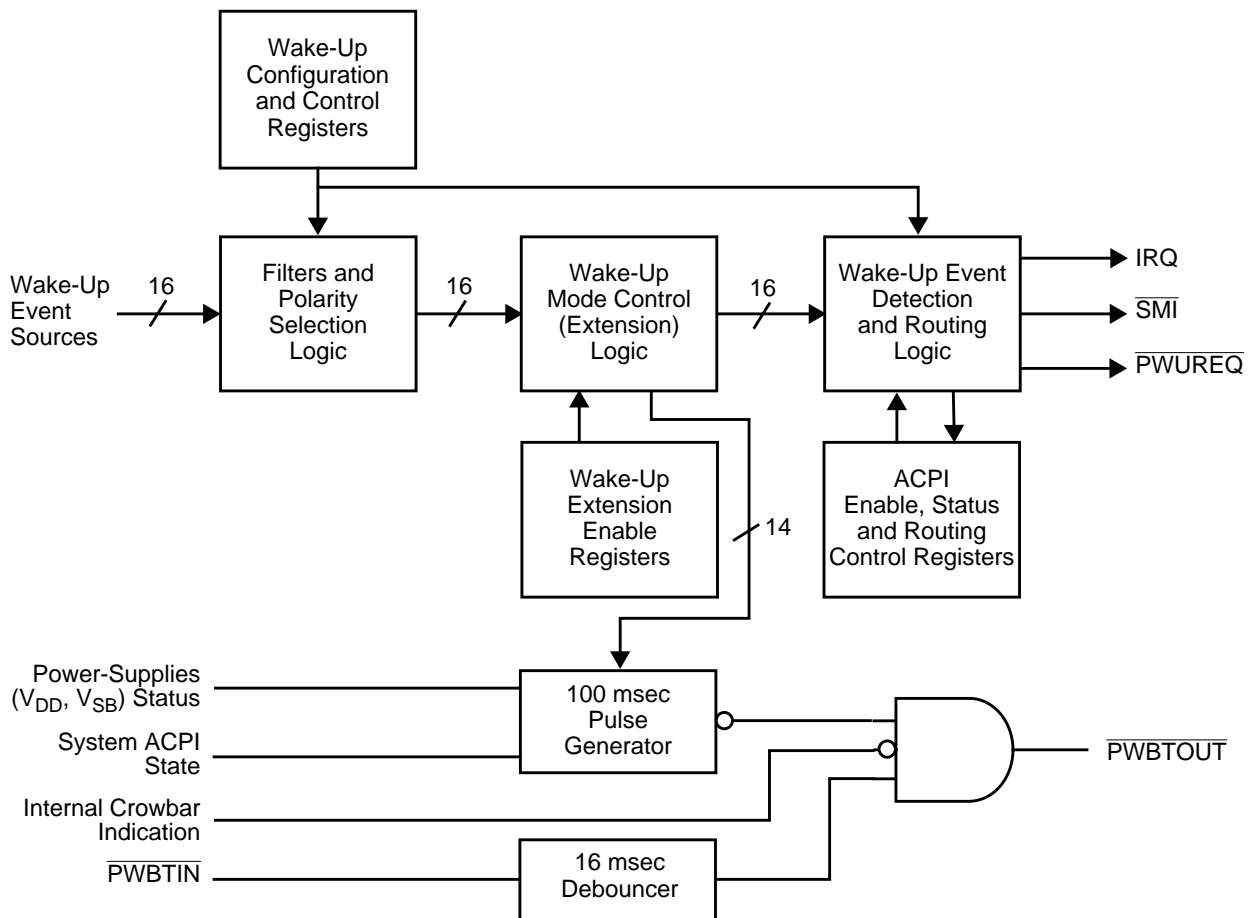 Wake-Up
Configuration
and Control
Registers
Wake-Up
Event
Sources
16
Filters and
Polarity
Selection
Logic
16
Wake-Up
Mode Control
(Extension)
Logic
16
Wake-Up Event
Detection
and Routing
Logic
IRQ
SMI
PWUREQ
Wake-Up
Extension
Enable
Registers
14
ACPI
Enable, Status
and Routing
Control Registers
Power-Supplies
(VDD, VSB) Status
System ACPI
State
100 msec
Pulse
Generator
PWBTOUT
Internal Crowbar
Indication
PWBTIN
16 msec
Debouncer